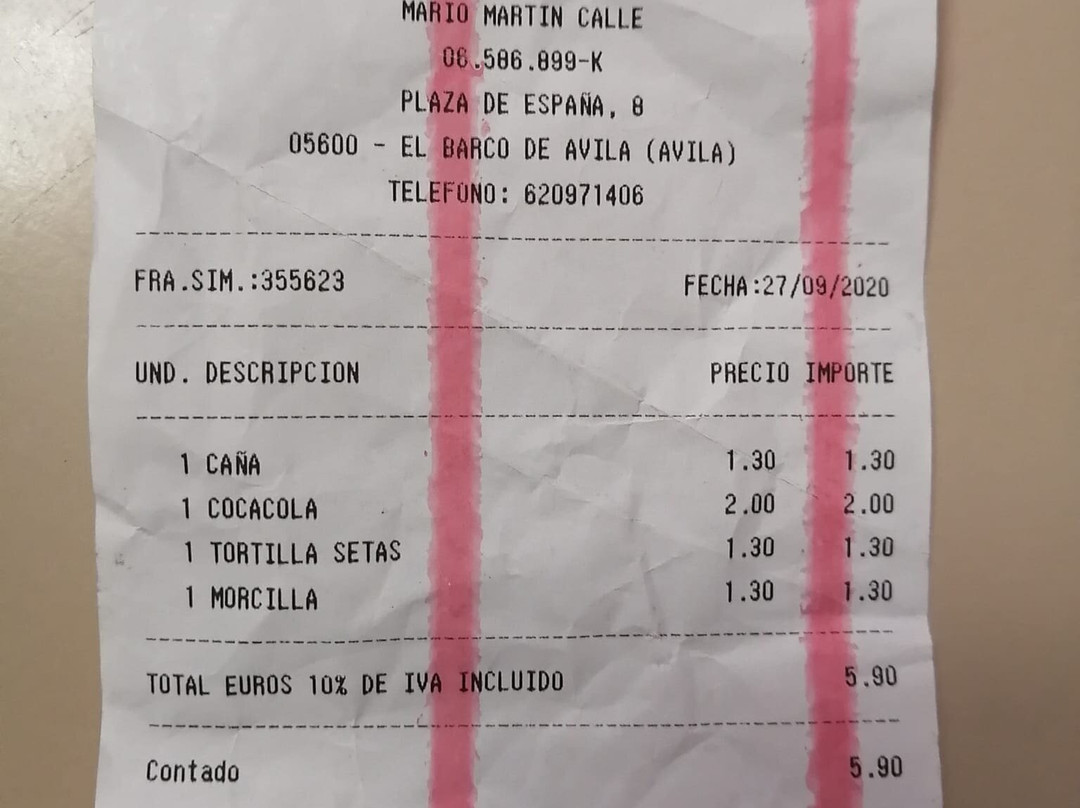 MARIO MARTIN CALLE
06.586.899-K
PLAZA DE ESPAÑA, 8
05600 - EL BARCO DE AVILA (AVILA)
TELEFONO: 620971406
FRA.SIM.:355623 FECHA:27/09/2020
UND. DESCRIPCION PRECIO IMPORTE
1 CAÑA 1.30 1.30
1 COCACOLA 2.00 2.00
1 TORTILLA SETAS 1.30 1.30
1 MORCILLA 1.30 1.30
TOTAL EUROS 10% DE IVA INCLUIDO 5.90
Contado 5.90